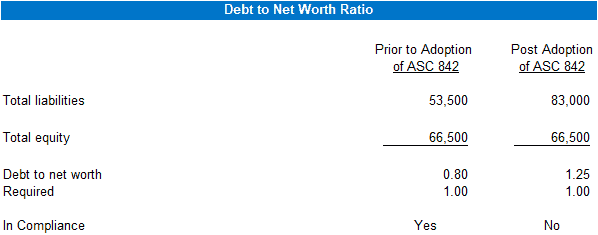 Debt to Net Worth Ratio
Prior to Adoption Post Adoption
of ASC 842 of ASC 842
Total liabilities 53,500 83,000
Total equity 66,500 66,500
Debt to net worth 0.80 1.25
Required 1.00 1.00
In Compliance Yes No